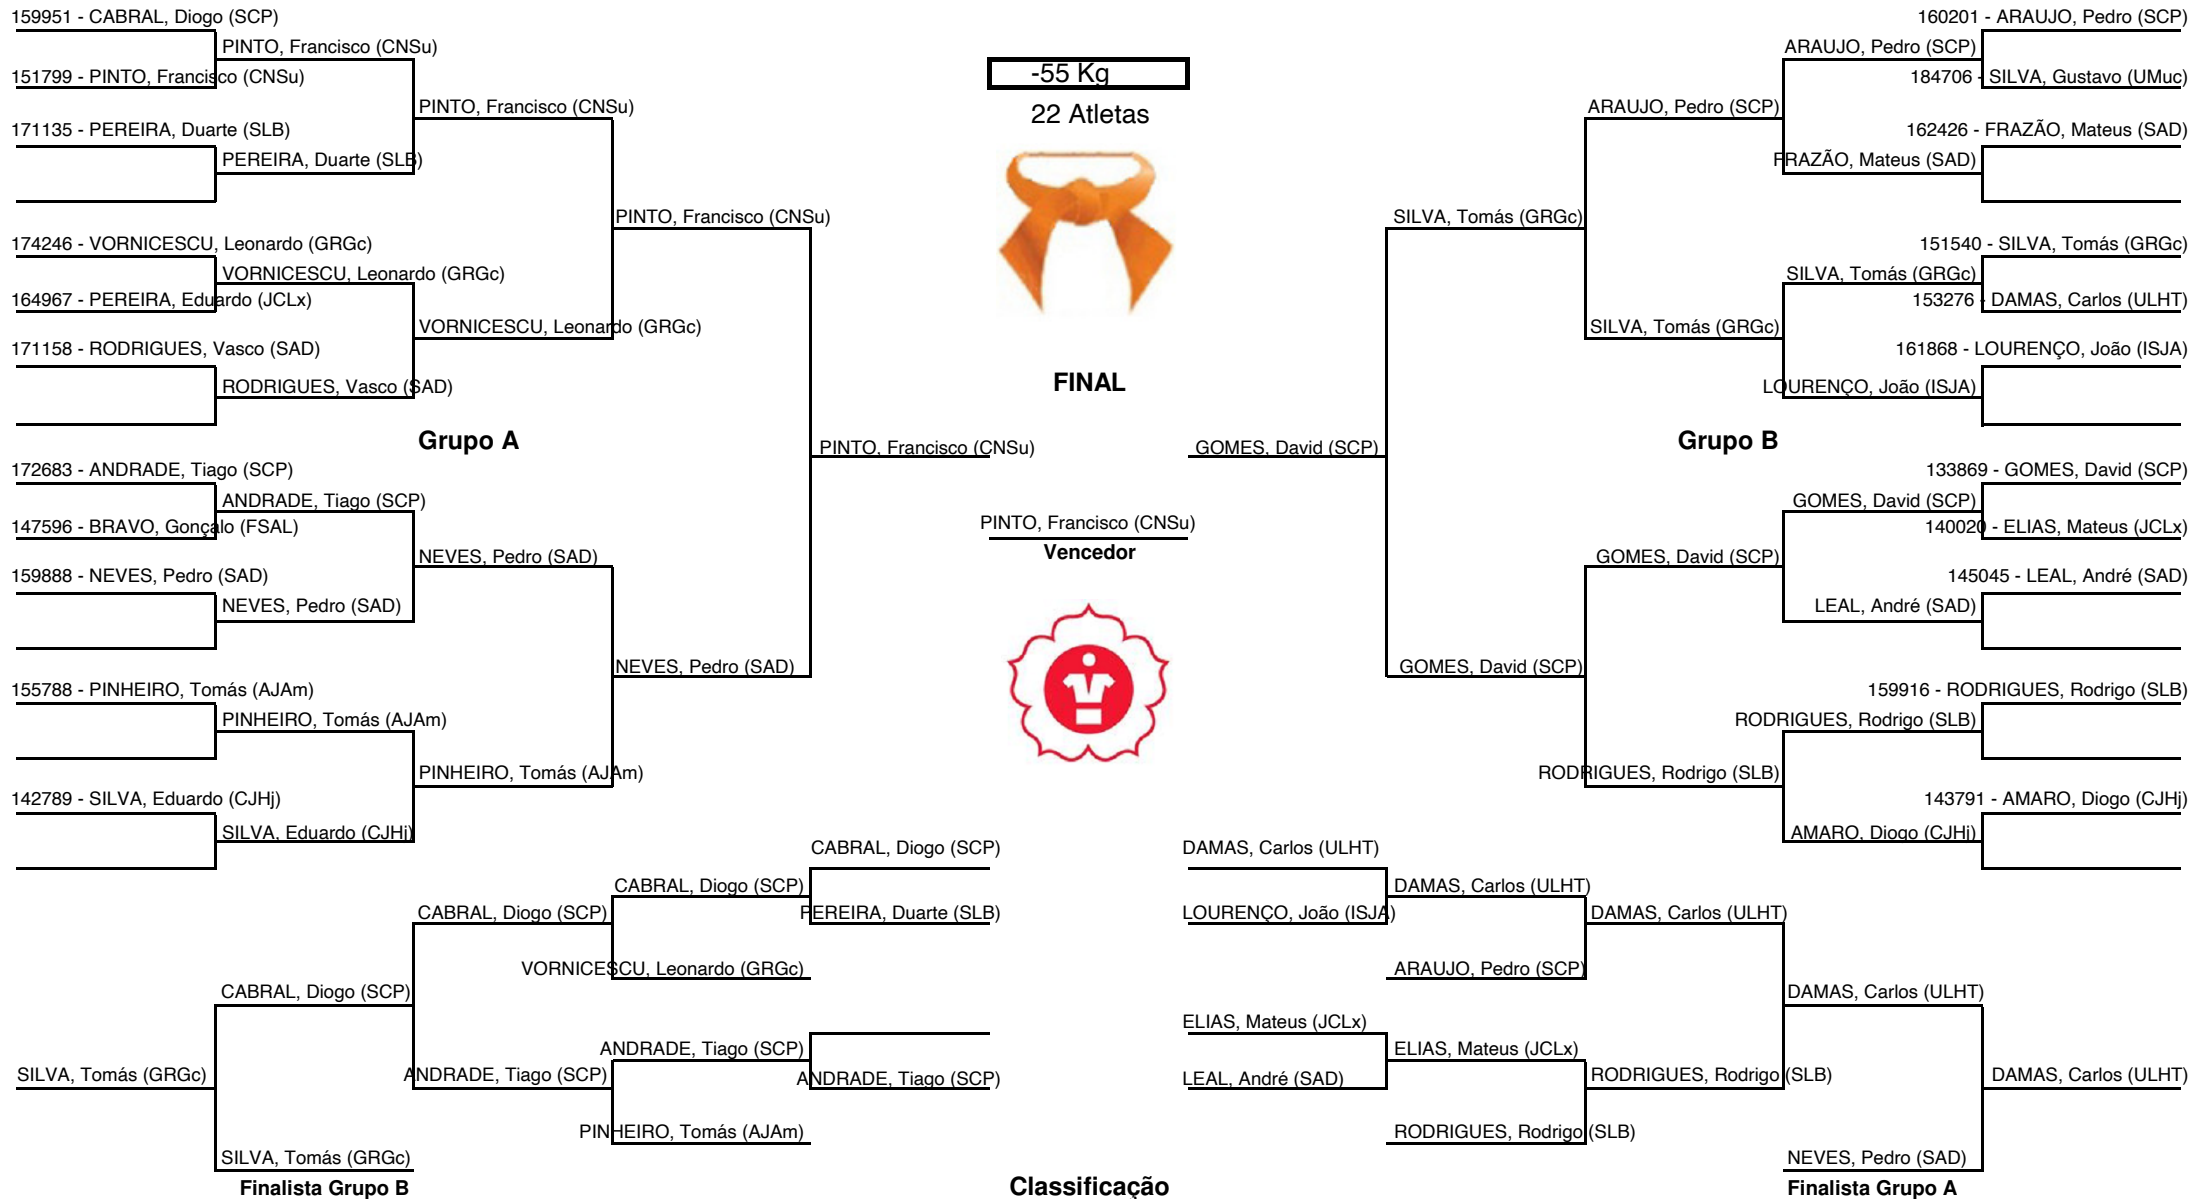 159951 - CABRAL, Diogo (SCP)
PINTO, Francisco (CNSu)
151799 - PINTO, Francisco (CNSu)
PINTO, Francisco (CNSu)
171135 - PEREIRA, Duarte (SLB)
PEREIRA, Duarte (SLB)
PINTO, Francisco (CNSu)
174246 - VORNICESCU, Leonardo (GRGc)
VORNICESCU, Leonardo (GRGc)
164967 - PEREIRA, Eduardo (JCLx)
VORNICESCU, Leonardo (GRGc)
171158 - RODRIGUES, Vasco (SAD)
RODRIGUES, Vasco (SAD)
Grupo A
PINTO, Francisco (CNSu)
172683 - ANDRADE, Tiago (SCP)
ANDRADE, Tiago (SCP)
147596 - BRAVO, Gonçalo (FSAL)
NEVES, Pedro (SAD)
159888 - NEVES, Pedro (SAD)
NEVES, Pedro (SAD)
NEVES, Pedro (SAD)
155788 - PINHEIRO, Tomás (AJAm)
PINHEIRO, Tomás (AJAm)
PINHEIRO, Tomás (AJAm)
142789 - SILVA, Eduardo (CJHj)
SILVA, Eduardo (CJHj)
-55 Kg
22 Atletas
FINAL
PINTO, Francisco (CNSu)
Vencedor
160201 - ARAUJO, Pedro (SCP)
ARAUJO, Pedro (SCP)
184706 - SILVA, Gustavo (UMuc)
ARAUJO, Pedro (SCP)
162426 - FRAZÃO, Mateus (SAD)
FRAZÃO, Mateus (SAD)
SILVA, Tomás (GRGc)
151540 - SILVA, Tomás (GRGc)
SILVA, Tomás (GRGc)
153276 - DAMAS, Carlos (ULHT)
SILVA, Tomás (GRGc)
161868 - LOURENÇO, João (ISJA)
LOURENÇO, João (ISJA)
Grupo B
GOMES, David (SCP)
133869 - GOMES, David (SCP)
GOMES, David (SCP)
140020 - ELIAS, Mateus (JCLx)
GOMES, David (SCP)
145045 - LEAL, André (SAD)
LEAL, André (SAD)
GOMES, David (SCP)
159916 - RODRIGUES, Rodrigo (SLB)
RODRIGUES, Rodrigo (SLB)
RODRIGUES, Rodrigo (SLB)
143791 - AMARO, Diogo (CJHj)
AMARO, Diogo (CJHj)
CABRAL, Diogo (SCP)
CABRAL, Diogo (SCP)
CABRAL, Diogo (SCP)
PEREIRA, Duarte (SLB)
VORNICESCU, Leonardo (GRGc)
CABRAL, Diogo (SCP)
ANDRADE, Tiago (SCP)
SILVA, Tomás (GRGc)
ANDRADE, Tiago (SCP)
ANDRADE, Tiago (SCP)
PINHEIRO, Tomás (AJAm)
SILVA, Tomás (GRGc)
Finalista Grupo B
Classificação
DAMAS, Carlos (ULHT)
DAMAS, Carlos (ULHT)
LOURENÇO, João (ISJA)
DAMAS, Carlos (ULHT)
ARAUJO, Pedro (SCP)
DAMAS, Carlos (ULHT)
ELIAS, Mateus (JCLx)
ELIAS, Mateus (JCLx)
LEAL, André (SAD)
RODRIGUES, Rodrigo (SLB)
DAMAS, Carlos (ULHT)
RODRIGUES, Rodrigo (SLB)
NEVES, Pedro (SAD)
Finalista Grupo A